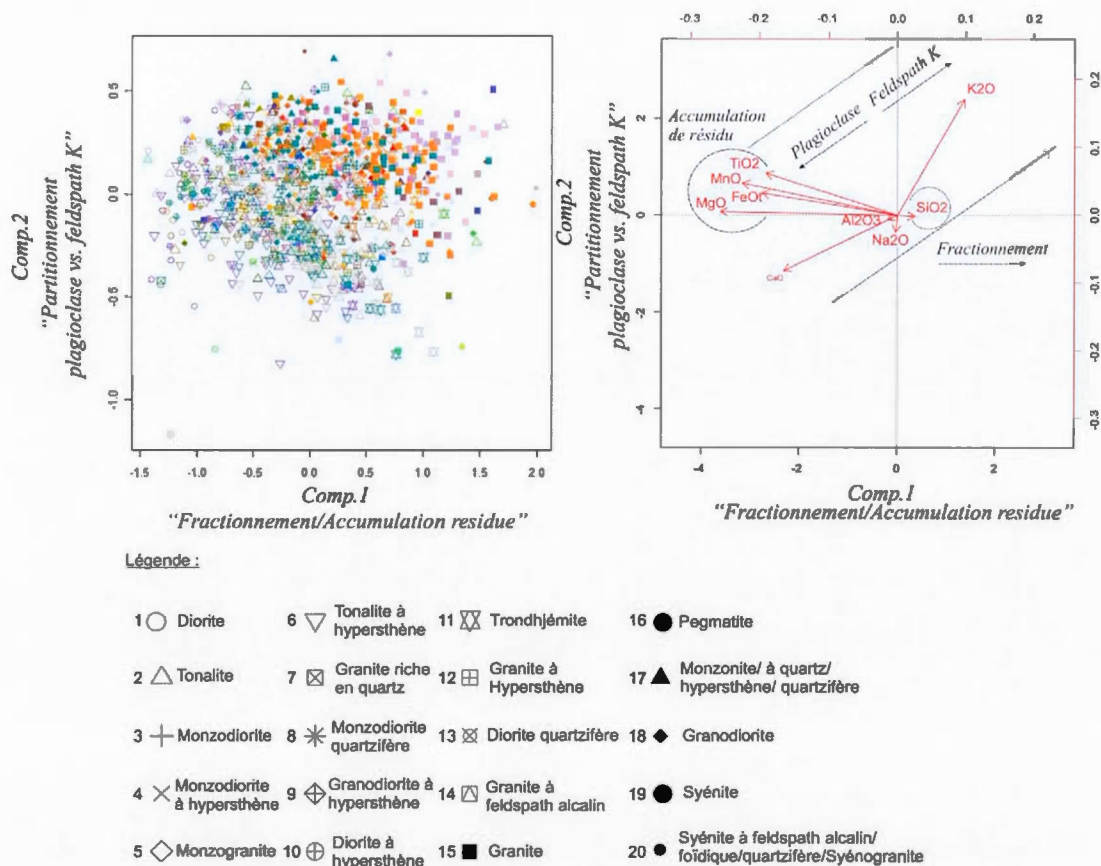 0.5
0.0
-0.6
-1.0
-1.5
-1.0
-0.5
0.0
0.5
1.0
1.5
2.0
Comp.2
"Partitionnement
plagioclase vs. feldspath K"
Comp.1
"Fractionnement/Accumulation residue"
-0.3
-0.2
-0.1
0.0
0.1
0.2
Accumulation
de résidu
Plagioclase
Feldspath K
K2O
TiO2
MnO
FeOt
MgO
Al2O3
SiO2
Na2O
CaO
Fractionnement
2
0
-2
-4
0.2
0.1
0.0
-0.1
-0.2
-0.3
-4
-2
0
2
Comp.2
"Partitionnement
plagioclase vs. feldspath K"
Comp.1
"Fractionnement/Accumulation residue"
Légende :
1 Diorite
6 Tonalite à
hypersthène
11 Trondhjémite
16 Pegmatite
2 Tonalite
7 Granite riche
en quartz
12 Granite à
Hypersthène
17 Monzonite/ à quartz/
hypersthène/ quartzifère
3 Monzodiorite
8 Monzodiorite
quartzifère
13 Diorite quartzifère
18 Granodiorite
4 Monzodiorite
à hypersthène
9 Granodiorite à
hypersthène
14 Granite à
feldspath alcalin
19 Syénite
5 Monzogranite
10 Diorite à
hypersthène
15 Granite
20 Syénite à feldspath alcalin/
foïdique/quartzifère/Syénogranite